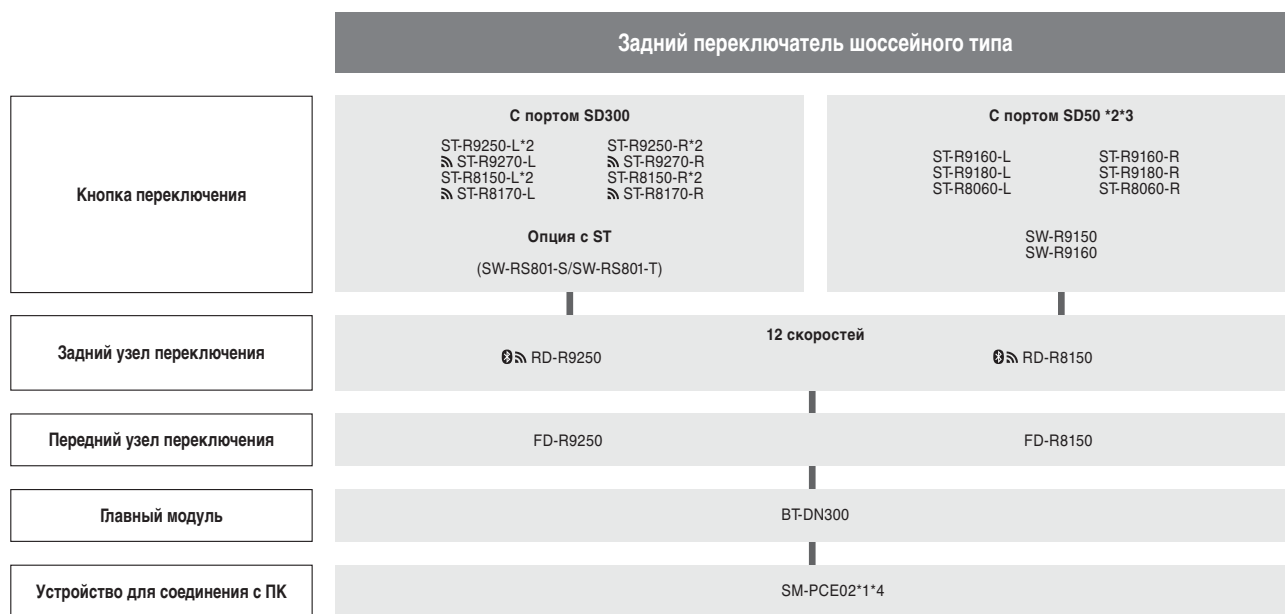 Задний переключатель шоссейного типа
Кнопка переключения
С портом SD300
ST-R9250-L*2 ST-R9250-R*2
ST-R9270-L ST-R9270-R
ST-R8150-L*2 ST-R8150-R*2
ST-R8170-L ST-R8170-R
Опция с ST
(SW-RS801-S/SW-RS801-T)
С портом SD50 *2*3
ST-R9160-L ST-R9160-R
ST-R9180-L ST-R9180-R
ST-R8060-L ST-R8060-R
SW-R9150
SW-R9160
Задний узел переключения
12 скоростей
RD-R9250 RD-R8150
Передний узел переключения
FD-R9250 FD-R8150
Главный модуль
BT-DN300
Устройство для соединения с ПК
SM-PCE02*1*4